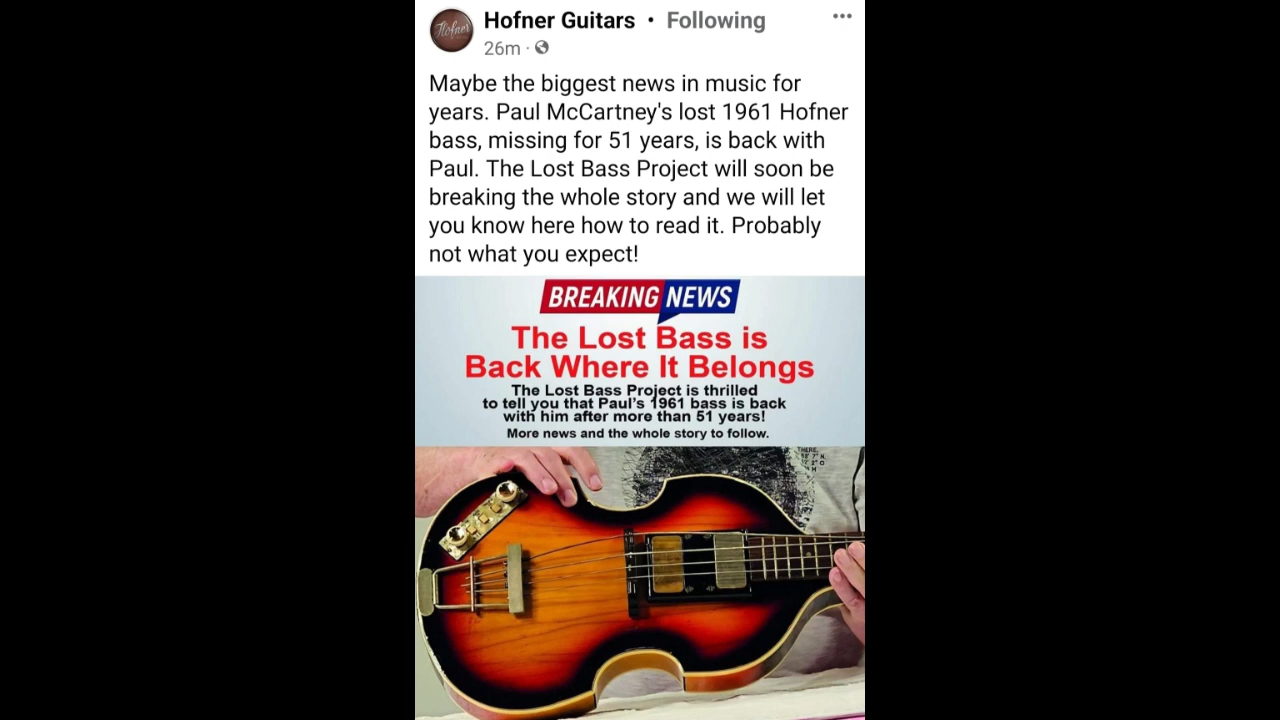 Hofner
Hofner Guitars • Following
26m ·
Maybe the biggest news in music for
years. Paul McCartney's lost 1961 Hofner
bass, missing for 51 years, is back with
Paul. The Lost Bass Project will soon be
breaking the whole story and we will let
you know here how to read it. Probably
not what you expect!
BREAKING NEWS
The Lost Bass is
Back Where It Belongs
The Lost Bass Project is thrilled
to tell you that Paul's 1961 bass is back
with him after more than 51 years!
More news and the whole story to follow.
THERE,